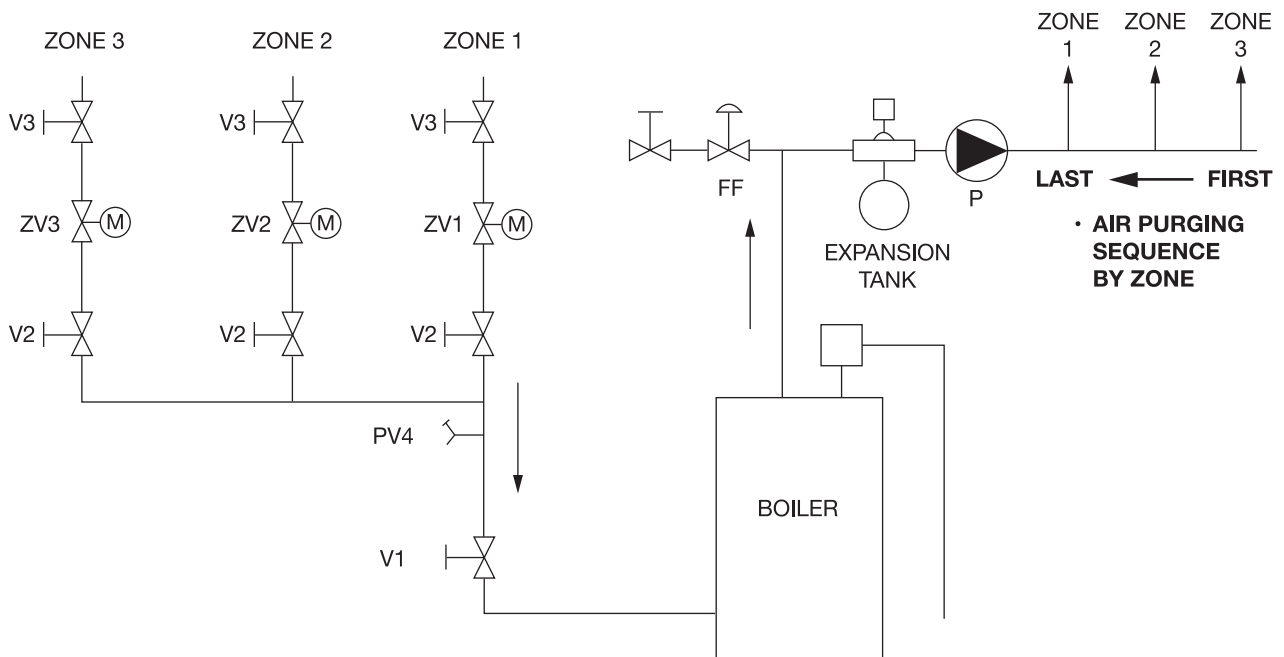 ZONE 3
ZONE 2
ZONE 1
ZONE
1
ZONE
2
ZONE
3
V3
V3
V3
FF
P
LAST
FIRST
ZV3
M
ZV2
M
ZV1
M
EXPANSION
TANK
• AIR PURGING
SEQUENCE
BY ZONE
V2
V2
V2
PV4
BOILER
V1